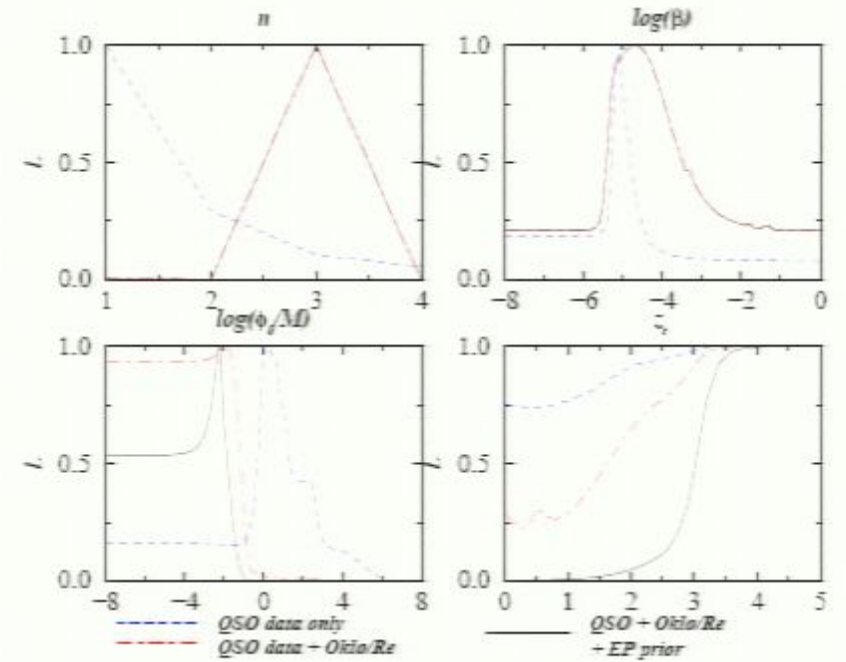 n log(β)
1.0 1.0
L L
0.5 0.5
0.0 0.0
1 2 3 4 −8 −6 −4 −2 0
log(ϕ /M) z
1.0 1.0
L L
0.5 0.5
0.0 0.0
−8 −4 0 4 8 0 1 2 3 4 5
QSO data only QSO + Oklo/Re
QSO data + Oklo/Re + EP prior